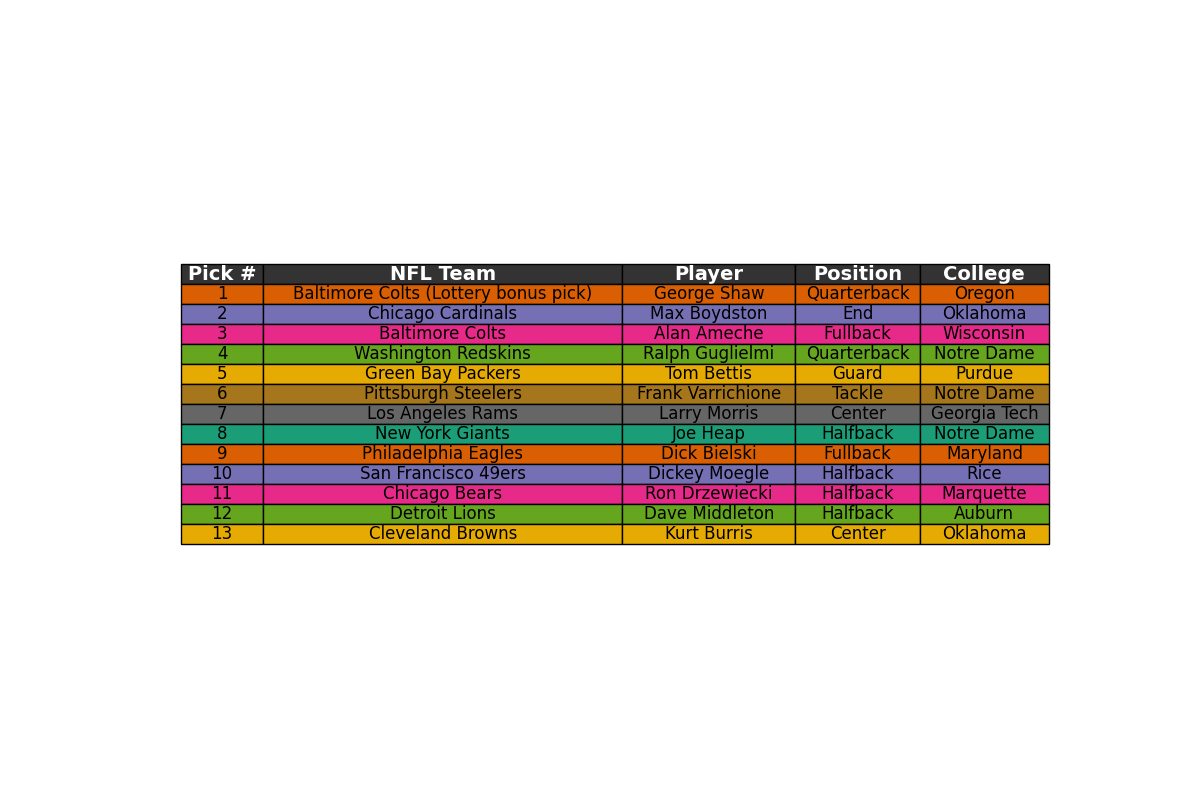 Pick # NFL Team Player Position College
1 Baltimore Colts (Lottery bonus pick) George Shaw Quarterback Oregon
2 Chicago Cardinals Max Boydston End Oklahoma
3 Baltimore Colts Alan Ameche Fullback Wisconsin
4 Washington Redskins Ralph Guglielmi Quarterback Notre Dame
5 Green Bay Packers Tom Bettis Guard Purdue
6 Pittsburgh Steelers Frank Varrichione Tackle Notre Dame
7 Los Angeles Rams Larry Morris Center Georgia Tech
8 New York Giants Joe Heap Halfback Notre Dame
9 Philadelphia Eagles Dick Bielski Fullback Maryland
10 San Francisco 49ers Dickey Moegle Halfback Rice
11 Chicago Bears Ron Drzewiecki Halfback Marquette
12 Detroit Lions Dave Middleton Halfback Auburn
13 Cleveland Browns Kurt Burris Center Oklahoma